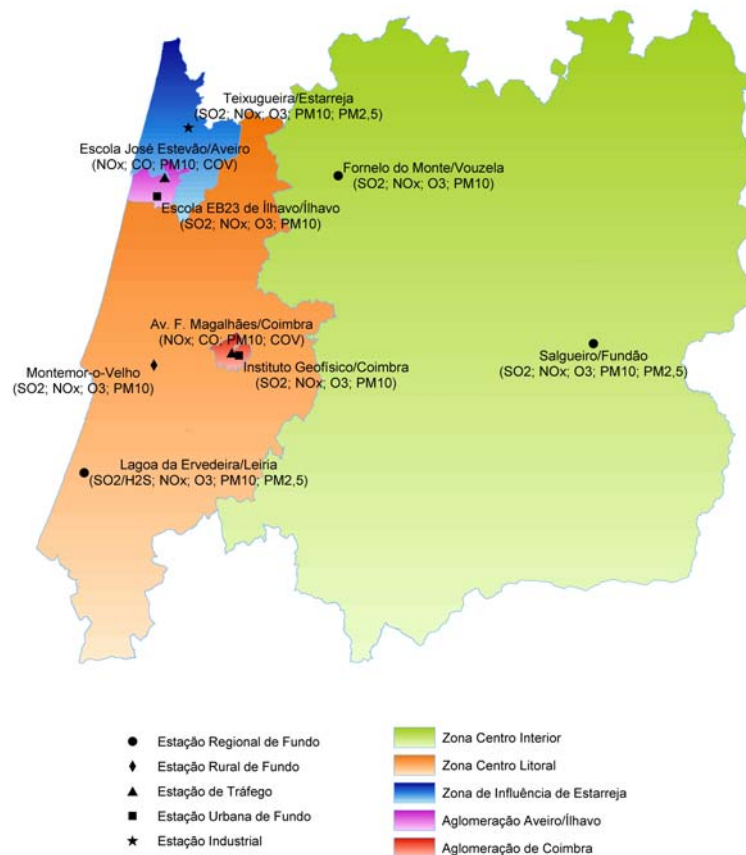 Teixugueira/Estarreja
(SO2; NOx; O3; PM10; PM2,5)
Escola José Estevão/Aveiro
(NOx; CO; PM10; COV)
Escola EB23 de Ílhavo/Ílhavo
(SO2; NOx; O3; PM10)
Fornelo do Monte/Vouzela
(SO2; NOx; O3; PM10)
Av. F. Magalhães/Coimbra
(NOx; CO; PM10; COV)
Instituto Geofísico/Coimbra
(SO2; NOx; O3; PM10)
Montemor-o-Velho
(SO2; NOx; O3; PM10)
Salgueiro/Fundão
(SO2; NOx; O3; PM10; PM2,5)
Lagoa da Ervedeira/Leiria
(SO2/H2S; NOx; O3; PM10; PM2,5)
Estação Regional de Fundo
Estação Rural de Fundo
Estação de Tráfego
Estação Urbana de Fundo
Estação Industrial
Zona Centro Interior
Zona Centro Litoral
Zona de Influência de Estarreja
Aglomeração Aveiro/Ílhavo
Aglomeração de Coimbra